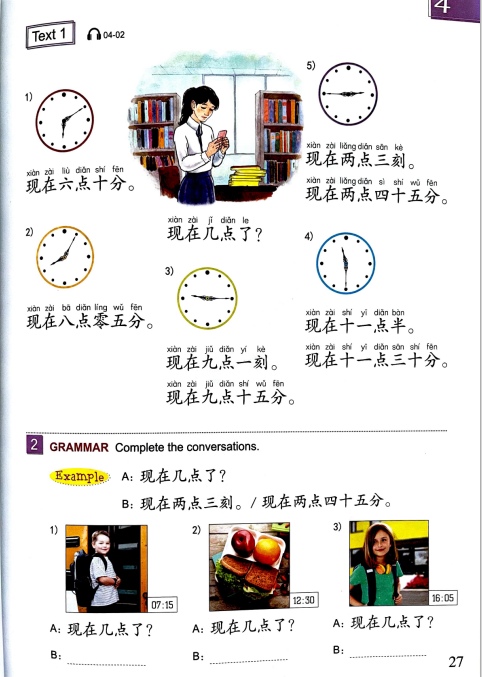 4
Text 1 04-02
1)
xiàn zài liù diǎn shí fēn
现在六点十分。
xiàn zài jǐ diǎn le
现在几点了？
5)
xiàn zài liǎng diǎn sān kè
现在两点三刻。
xiàn zài liǎng diǎn sì shí wǔ fēn
现在两点四十五分。
2)
xiàn zài bā diǎn líng wǔ fēn
现在八点零五分。
3)
xiàn zài jiǔ diǎn yí kè
现在九点一刻。
xiàn zài jiǔ diǎn shí wǔ fēn
现在九点十五分。
4)
xiàn zài shí yī diǎn bàn
现在十一点半。
xiàn zài shí yī diǎn sān shí fēn
现在十一点三十分。
2 GRAMMAR Complete the conversations.
Example A: 现在几点了？
B: 现在两点三刻。/ 现在两点四十五分。
1)
07:15
A: 现在几点了？
B:
2)
12:30
A: 现在几点了？
B:
3)
16:05
A: 现在几点了？
B:
27